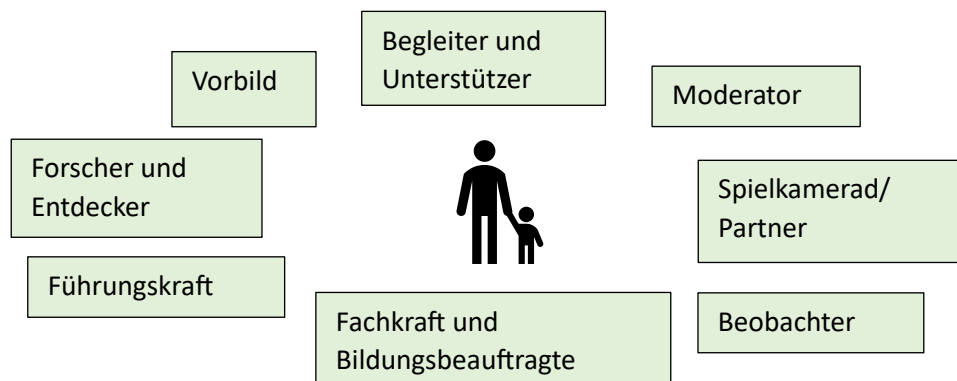 Begleiter und
Unterstützer
Vorbild
Moderator
Forscher und
Entdecker
Spielkamerad/
Partner
Führungskraft
Fachkraft und
Bildungsbeauftragte
Beobachter